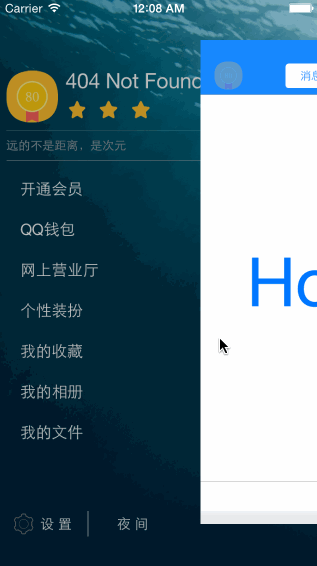 Carrier 12:08 AM
80
404 Not Found
远的不是距离，是次元
消息
开通会员
QQ钱包
网上营业厅
个性装扮
Ho
我的收藏
我的相册
我的文件
设 置 夜 间